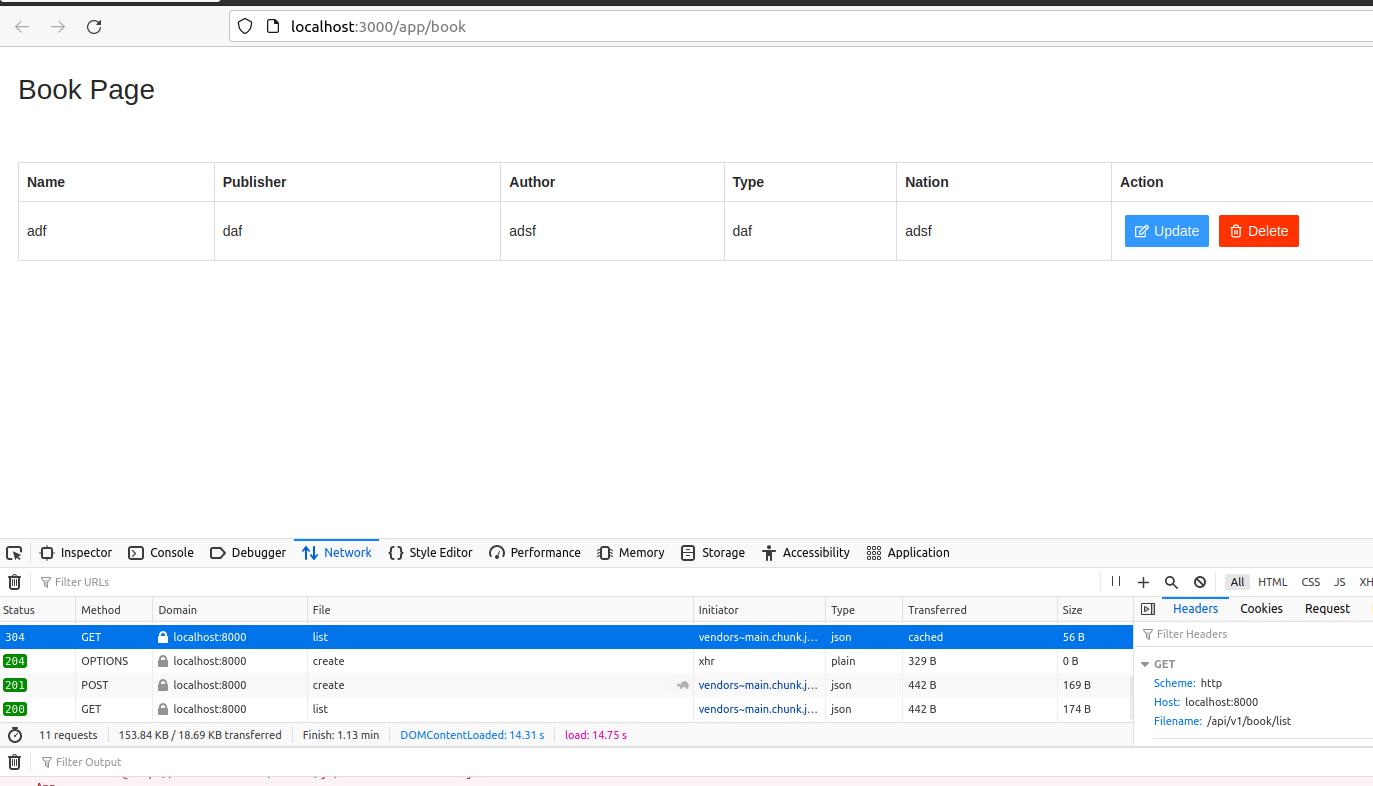 localhost:3000/app/book
Book Page
Name Publisher Author Type Nation Action
adf daf adsf daf adsf Update Delete
Inspector Console Debugger Network Style Editor Performance Memory Storage Accessibility Application
Filter URLs All HTML CSS JS XH
Status Method Domain File Initiator Type Transferred Size Headers Cookies Request
304 GET localhost:8000 list vendors~main.chunk.j... json cached 56 B
Filter Headers
204 OPTIONS localhost:8000 create xhr plain 329 B 0 B
GET
201 POST localhost:8000 create vendors~main.chunk.j... json 442 B 169 B
Scheme: http
Host: localhost:8000
200 GET localhost:8000 list vendors~main.chunk.j... json 442 B 174 B
Filename: /api/v1/book/list
11 requests 153.84 KB / 18.69 KB transferred Finish: 1.13 min DOMContentLoaded: 14.31 s load: 14.75 s
Filter Output